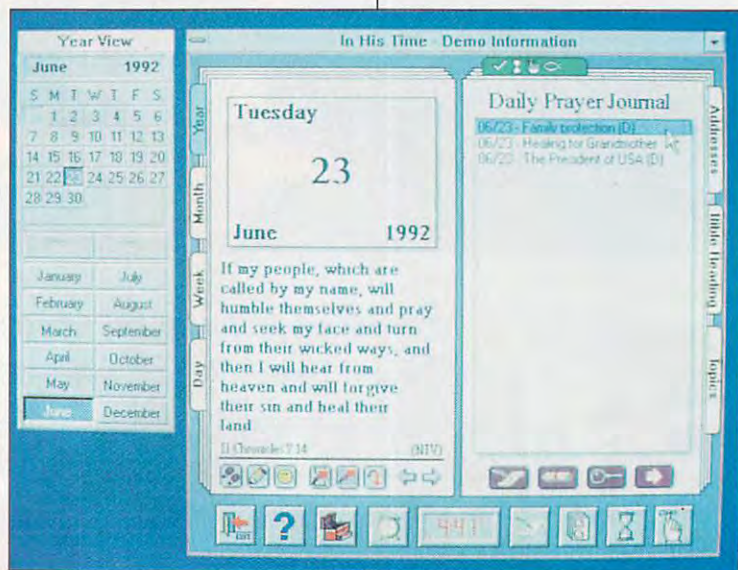 Year View
June 1992
S M T W T F S
1 2 3 4 5 6
7 8 9 10 11 12 13
14 15 16 17 18 19 20
21 22 24 25 26 27
28 29 30
January July
February August
March September
April October
May November
June December
In His Time - Demo Information
Year
Month
Week
Day
Tuesday
23
June 1992
If my people, which are
called by my name, will
humble themselves and pray
and seek my face and turn
from their wicked ways, and
then I will hear from
heaven and will forgive
their sin and heal their
land
II Chronicles 7:14 (NIV)
Daily Prayer Journal
06/23 - Family protection (D)
06/23 - Healing for Grandmother
06/23 - The President of USA (D)
Addresses
Bible Reading
Topics
EXIT
?
4:47